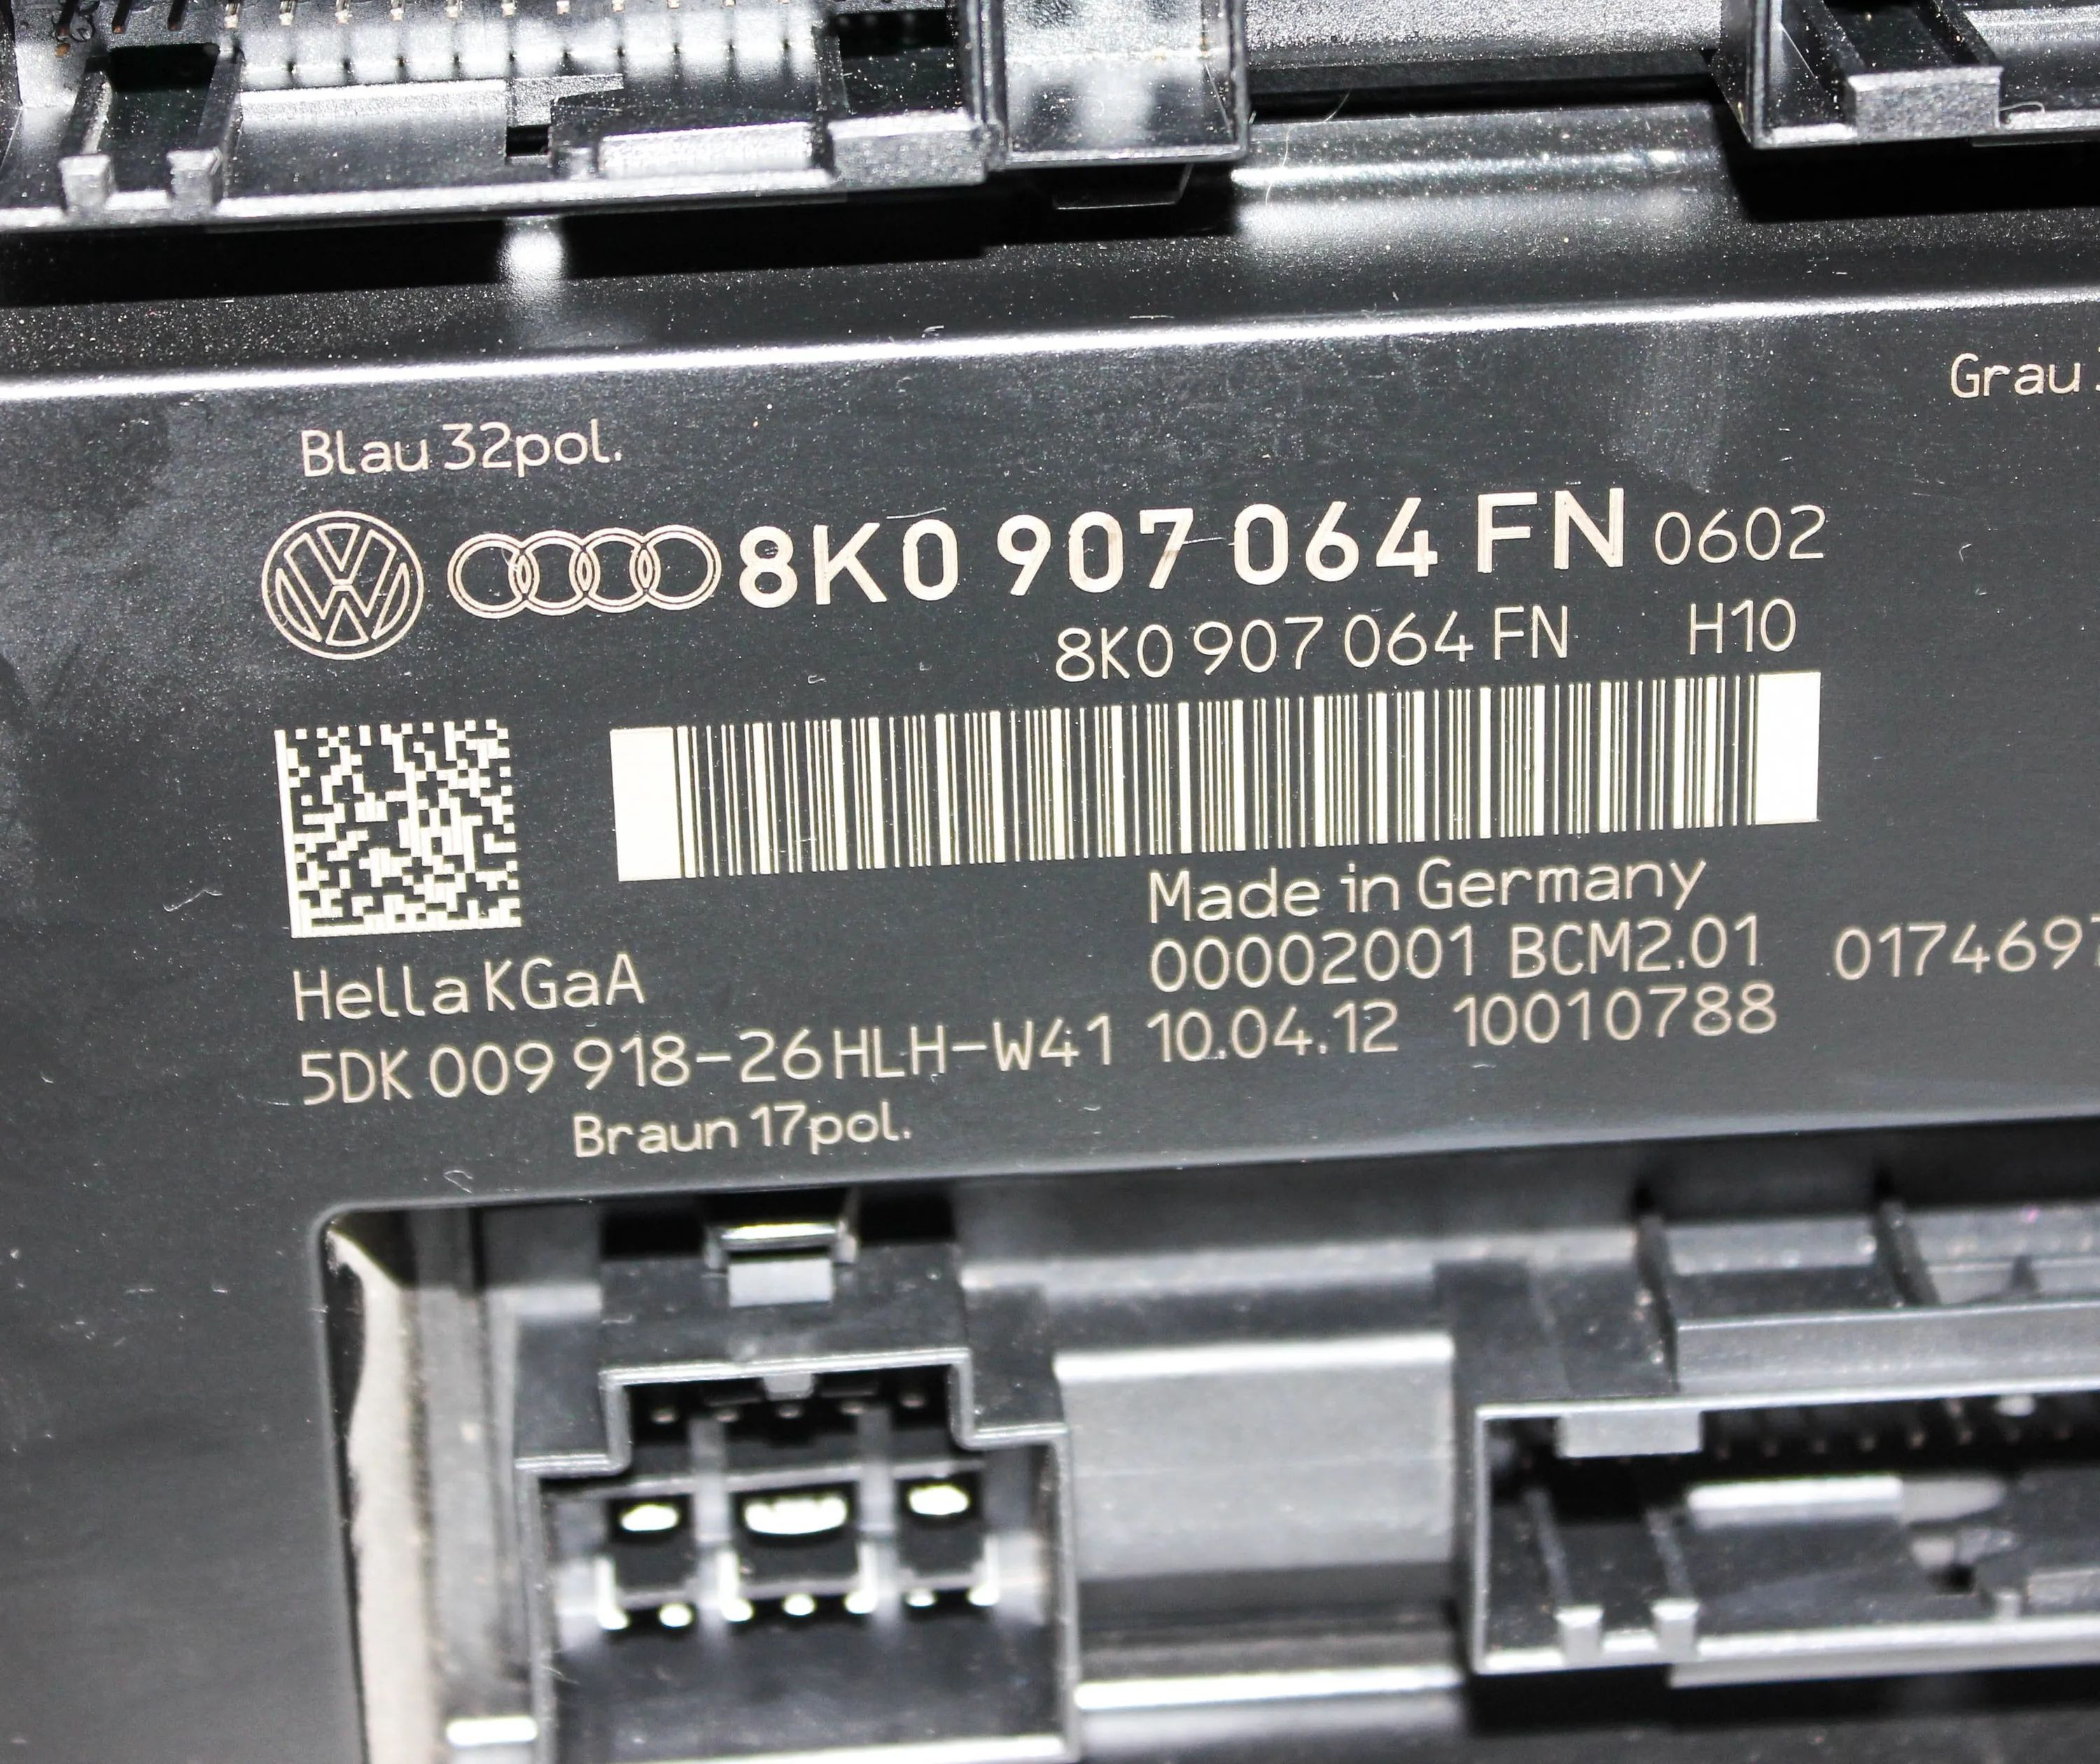 Grau
Blau 32pol.
8K0 907 064 FN 0602
8K0 907 064 FN H10
Made in Germany
Hella KGaA 00002001 BCM2.01 0174697
5DK 009 918-26 HLH-W41 10.04.12 10010788
Braun 17pol.